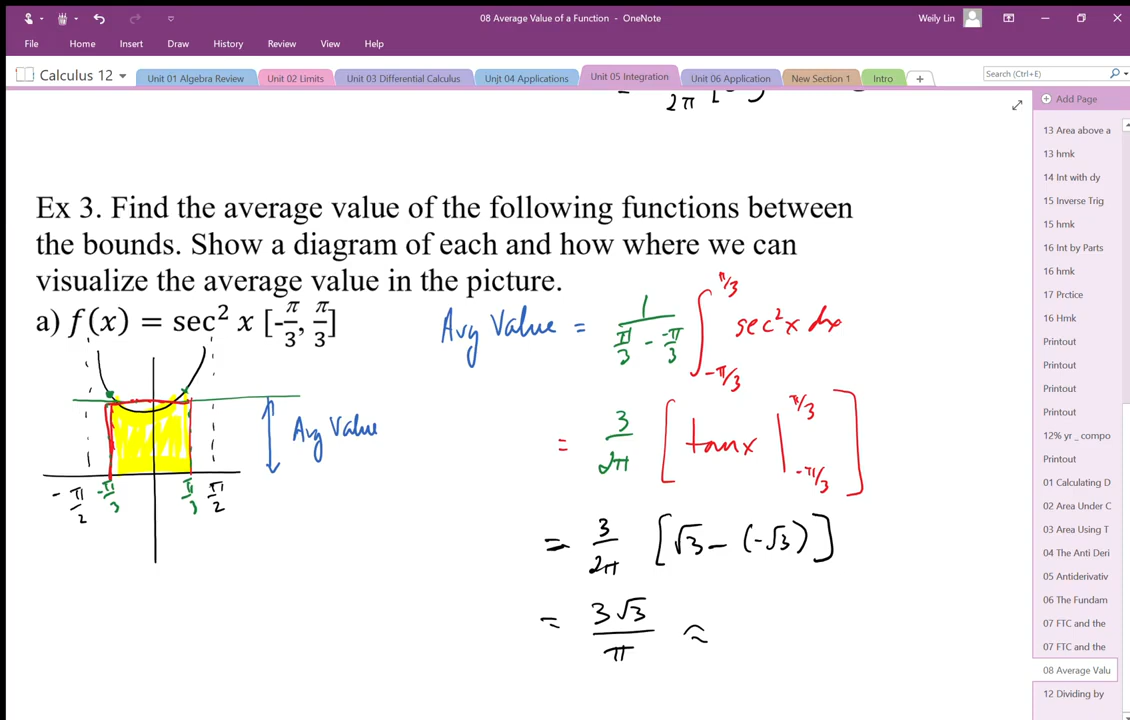 08 Average Value of a Function - OneNote
Weily Lin
File Home Insert Draw History Review View Help
Calculus 12
Unit 01 Algebra Review
Unit 02 Limits
Unit 03 Differential Calculus
Unjt 04 Applications
Unit 05 Integration
Unit 06 Application
New Section 1
Intro
+
Search (Ctrl+E)
Add Page
13 Area above a
13 hmk
14 Int with dy
15 Inverse Trig
15 hmk
16 Int by Parts
16 hmk
17 Prctice
16 Hmk
Printout
Printout
Printout
Printout
12% yr _ compo
Printout
01 Calculating D
02 Area Under C
03 Area Using T
04 The Anti Deri
05 Antiderivativ
06 The Fundam
07 FTC and the
07 FTC and the
08 Average Valu
12 Dividing by
2π [
Ex 3. Find the average value of the following functions between
the bounds. Show a diagram of each and how where we can
visualize the average value in the picture.
a) f(x) = sec² x [-π/3, π/3]
Avg Value = 1/(π/3 - -π/3) ∫_{-π/3}^{π/3} sec²x dx
= 3/2π [tanx |_{-π/3}^{π/3}]
= 3/2π [√3 - (-√3)]
= 3√3/π ≈
Avg Value
-π/2 -π/3 π/3 π/2